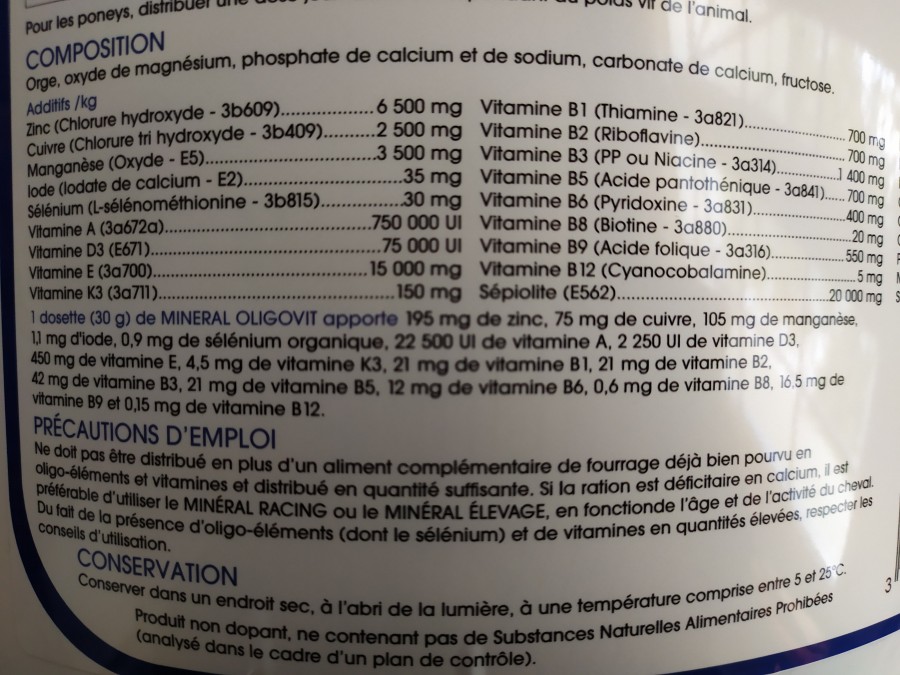 Pour les poneys, distribuer une
du poids vif de l'animal.
COMPOSITION
Orge, oxyde de magnésium, phosphate de calcium et de sodium, carbonate de calcium, fructose.
Additifs /kg
Zinc (Chlorure hydroxyde - 3b609)..................6 500 mg
Cuivre (Chlorure tri hydroxyde - 3b409)..........2 500 mg
Manganèse (Oxyde - E5)................................3 500 mg
Iode (Iodate de calcium - E2)...............................35 mg
Sélénium (L-sélénométhionine - 3b815)..............30 mg
Vitamine A (3a672a).......................................750 000 UI
Vitamine D3 (E671)...........................................75 000 UI
Vitamine E (3a700).........................................15 000 mg
Vitamine K3 (3a711)............................................150 mg
Vitamine B1 (Thiamine - 3a821)....................700 mg
Vitamine B2 (Riboflavine)............................700 mg
Vitamine B3 (PP ou Niacine - 3a314)............1 400 mg
Vitamine B5 (Acide pantothénique - 3a841).....700 mg
Vitamine B6 (Pyridoxine - 3a831)..................400 mg
Vitamine B8 (Biotine - 3a880).........................20 mg
Vitamine B9 (Acide folique - 3a316)...............550 mg
Vitamine B12 (Cyanocobalamine)....................5 mg
Sépiolite (E562)........................................20 000 mg
1 dosette (30 g) de MINERAL OLIGOVIT apporte 195 mg de zinc, 75 mg de cuivre, 105 mg de manganèse,
1,1 mg d'iode, 0,9 mg de sélénium organique, 22 500 UI de vitamine A, 2 250 UI de vitamine D3,
450 mg de vitamine E, 4,5 mg de vitamine K3, 21 mg de vitamine B1, 21 mg de vitamine B2,
42 mg de vitamine B3, 21 mg de vitamine B5, 12 mg de vitamine B6, 0,6 mg de vitamine B8, 16,5 mg de
vitamine B9 et 0,15 mg de vitamine B12.
PRÉCAUTIONS D'EMPLOI
Ne doit pas être distribué en plus d'un aliment complémentaire de fourrage déjà bien pourvu en
oligo-éléments et vitamines et distribué en quantité suffisante. Si la ration est déficitaire en calcium, il est
préférable d'utiliser le MINÉRAL RACING ou le MINÉRAL ÉLEVAGE, en fonctionde l'âge et de l'activité du cheval.
Du fait de la présence d'oligo-éléments (dont le sélénium) et de vitamines en quantités élevées, respecter les
conseils d'utilisation.
CONSERVATION
Conserver dans un endroit sec, à l'abri de la lumière, à une température comprise entre 5 et 25°C.
Produit non dopant, ne contenant pas de Substances Naturelles Alimentaires Prohibées
(analysé dans le cadre d'un plan de contrôle).
3